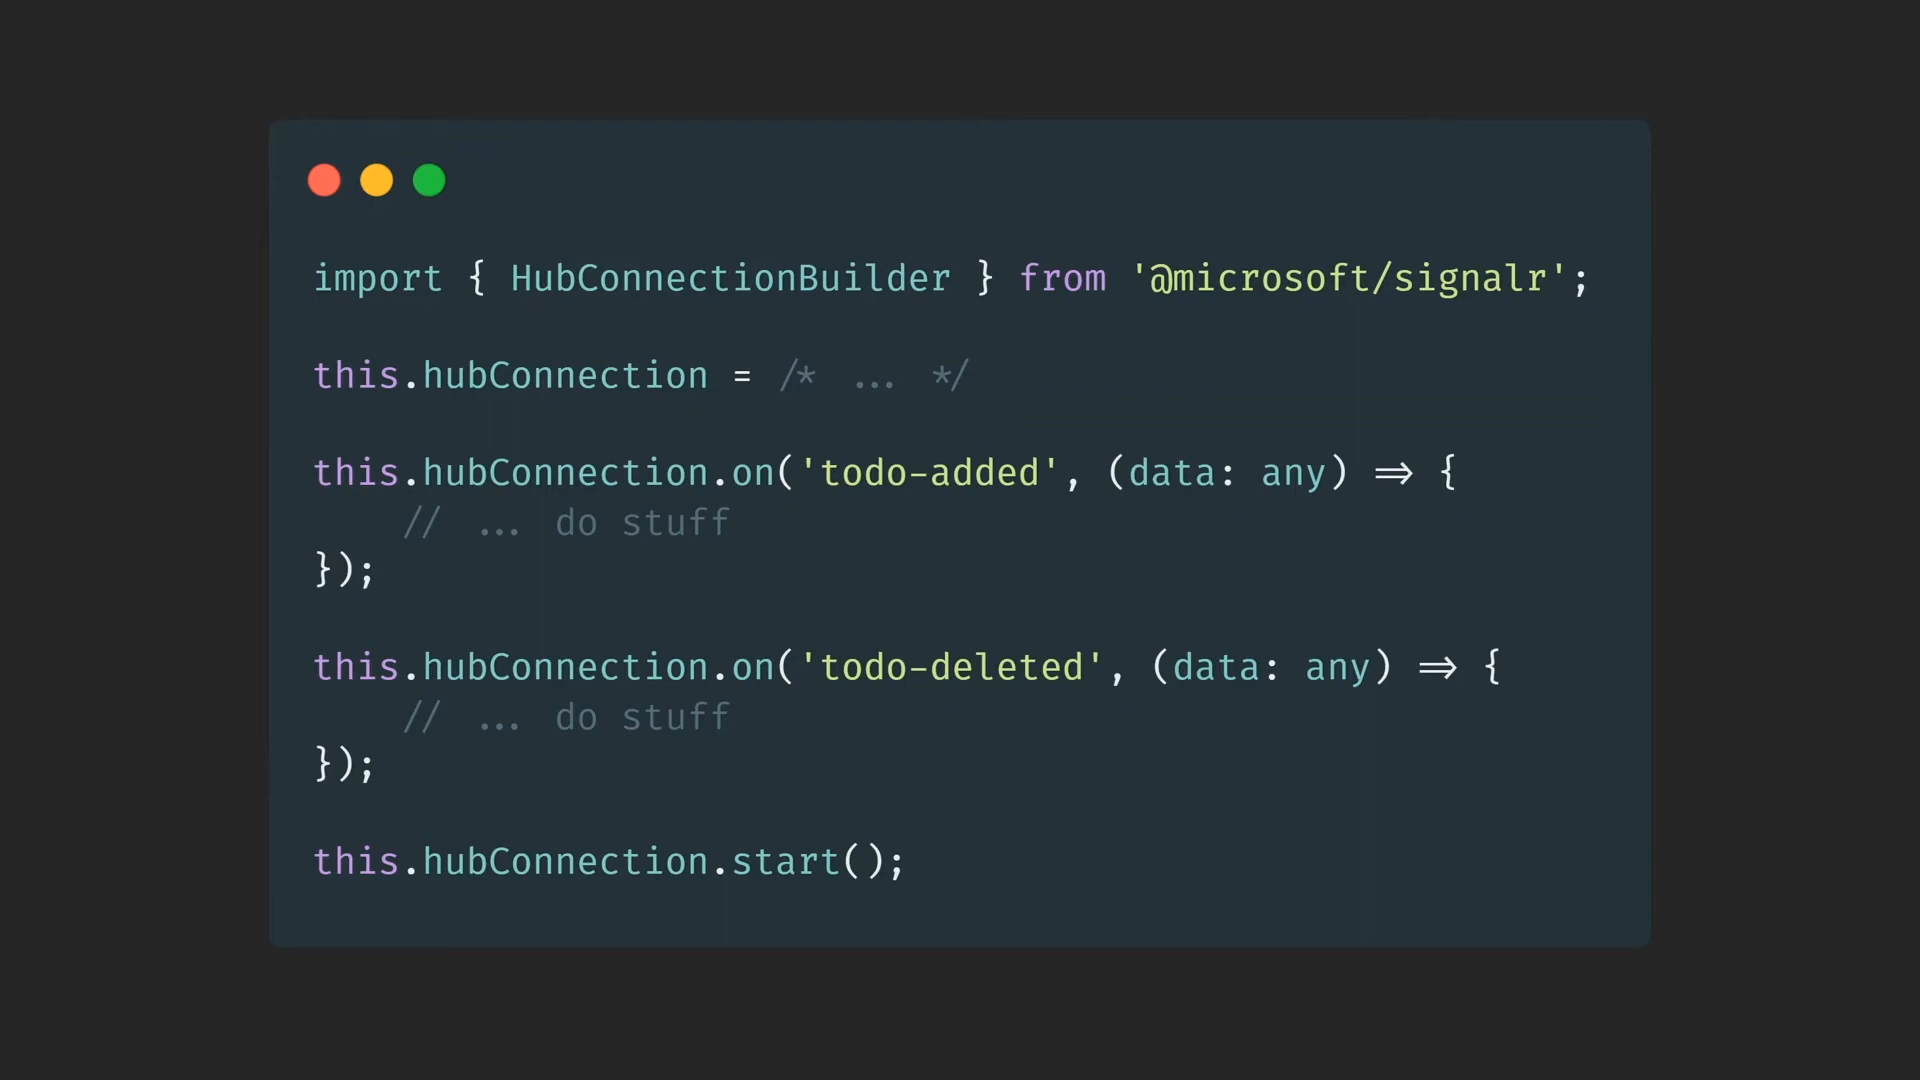 import { HubConnectionBuilder } from '@microsoft/signalr';
this.hubConnection = /* ... */
this.hubConnection.on('todo-added', (data: any) => {
// ... do stuff
});
this.hubConnection.on('todo-deleted', (data: any) => {
// ... do stuff
});
this.hubConnection.start();